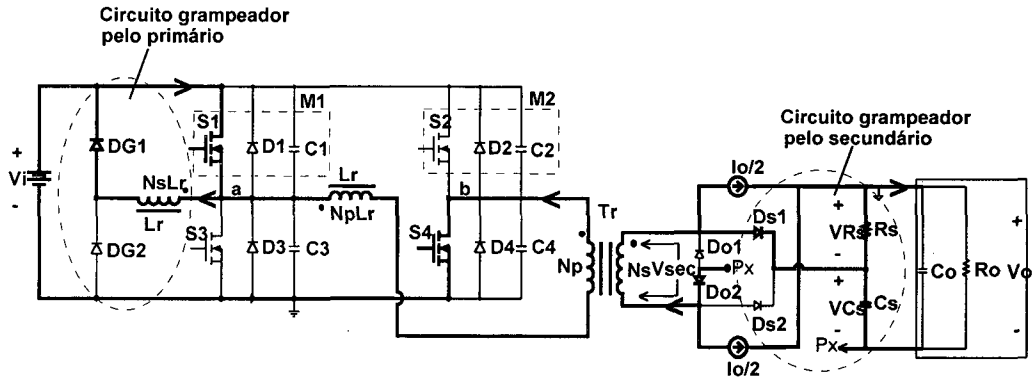 Circuito grampeador
pelo primário
M1
M2
Circuito grampeador
pelo secundário
S1
S2
Io/2
+
Vi
-
DG1
D1
C1
D2
C2
NsLr
Lr
a
Lr
NpLr
b
Tr
Ds1
+
VRs
-
Rs
DG2
S3
D3
C3
S4
D4
C4
Np
Ns
Vsec
Do1
Px
Do2
Ds2
+
VCs
-
Cs
Px
Io/2
Co
Ro
+
Vo
-